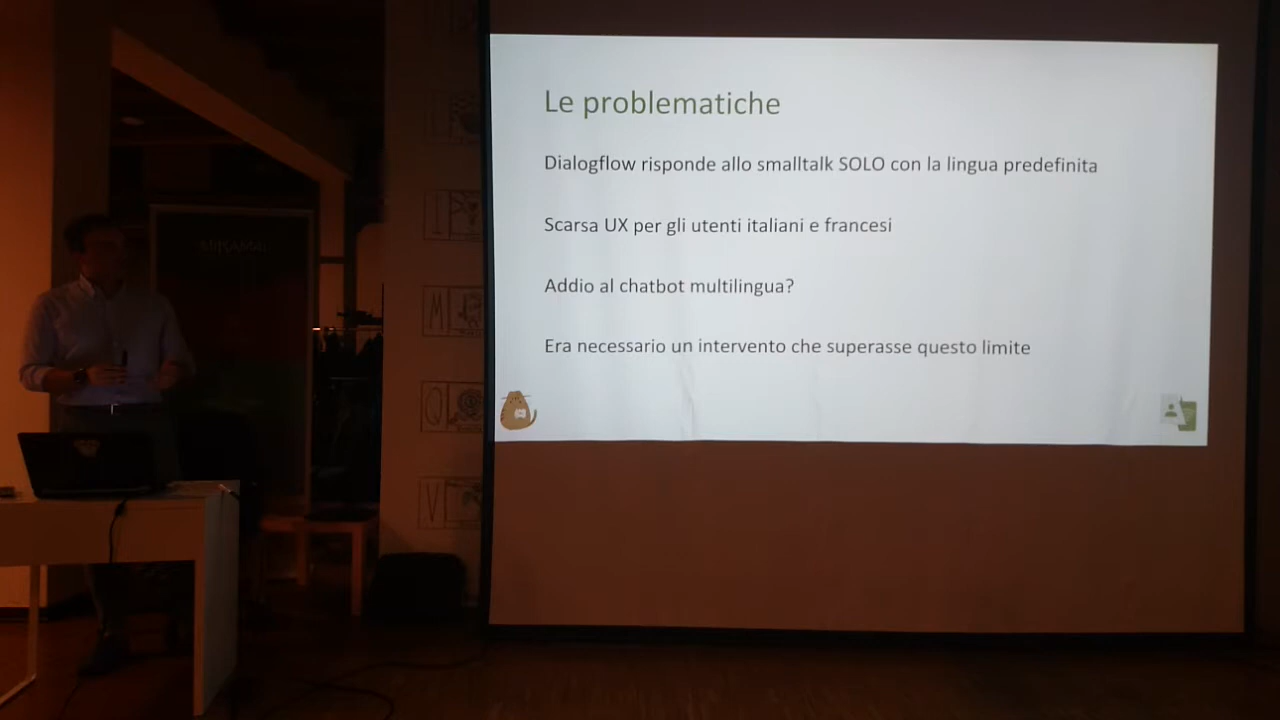 Le problematiche
Dialogflow risponde allo smalltalk SOLO con la lingua predefinita
Scarsa UX per gli utenti italiani e francesi
Addio al chatbot multilingua?
Era necessario un intervento che superasse questo limite
I
M
Q
V